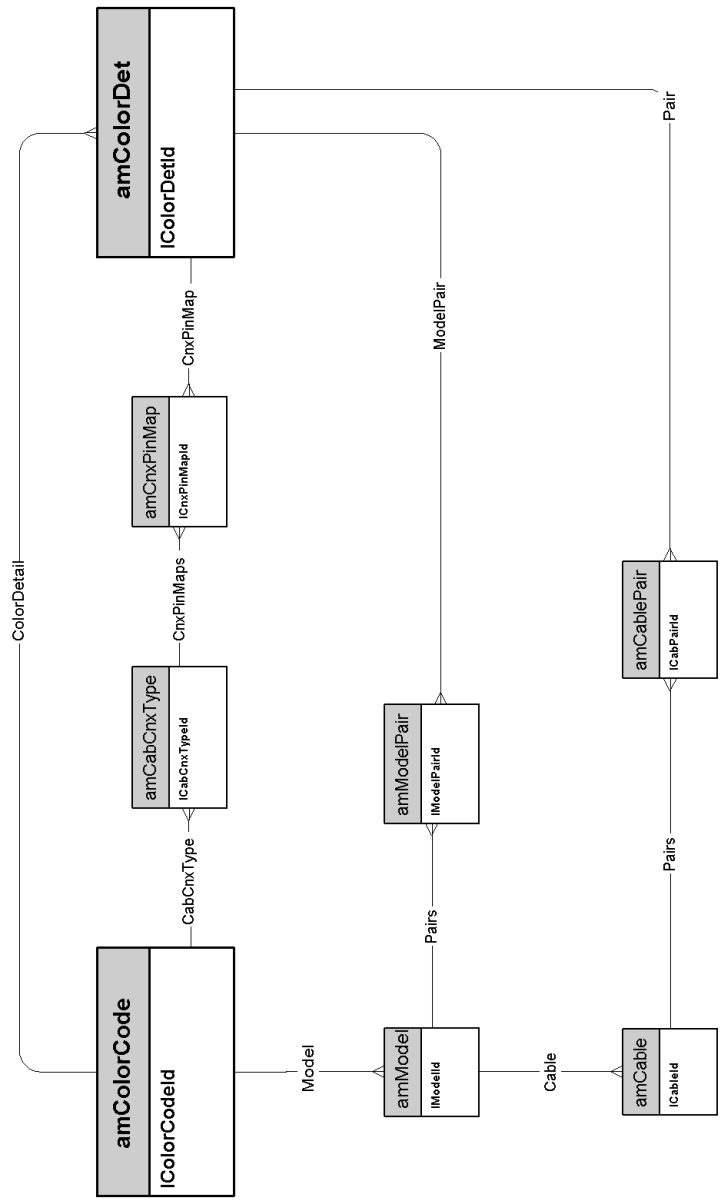 amColorCode
lColorCodeId
ColorDetail
amColorDet
lColorDetId
CabCnxType
amCabCnxType
lCabCnxTypeId
CnxPinMaps
amCnxPinMap
lCnxPinMapId
CnxPinMap
Model
amModel
lModelId
Pairs
amModelPair
lModelPairId
ModelPair
Cable
amCable
lCableId
Pairs
amCablePair
lCabPairId
Pair